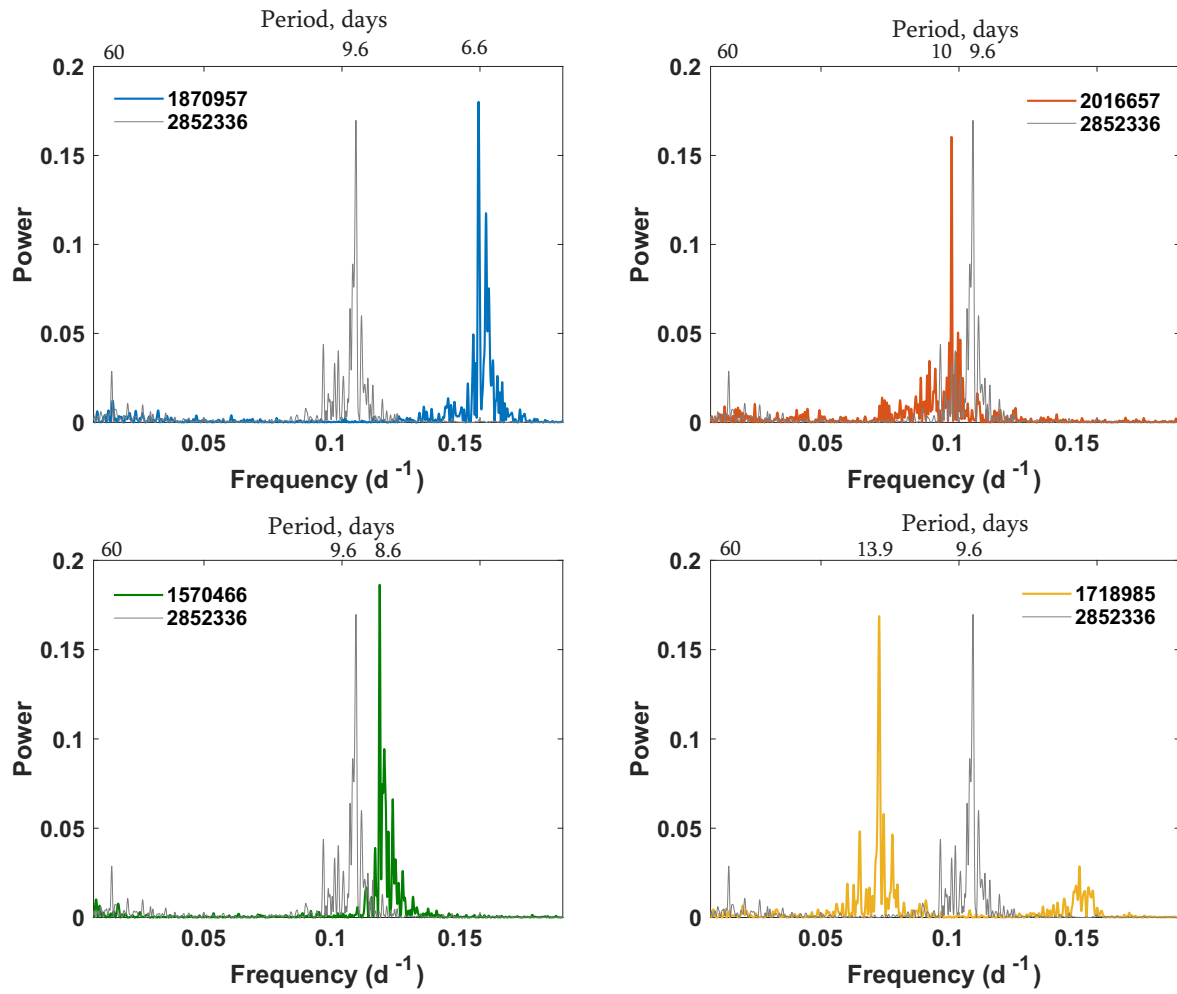 Period, days
60 9.6 6.6
0.2
1870957
2852336
0.15
Power
0.1
0.05
0
0.05 0.1 0.15
Frequency (d -1)
Period, days
60 10 9.6
0.2
2016657
2852336
0.15
Power
0.1
0.05
0
0.05 0.1 0.15
Frequency (d -1)
Period, days
60 9.6 8.6
0.2
1570466
2852336
0.15
Power
0.1
0.05
0
0.05 0.1 0.15
Frequency (d -1)
Period, days
60 13.9 9.6
0.2
1718985
2852336
0.15
Power
0.1
0.05
0
0.05 0.1 0.15
Frequency (d -1)